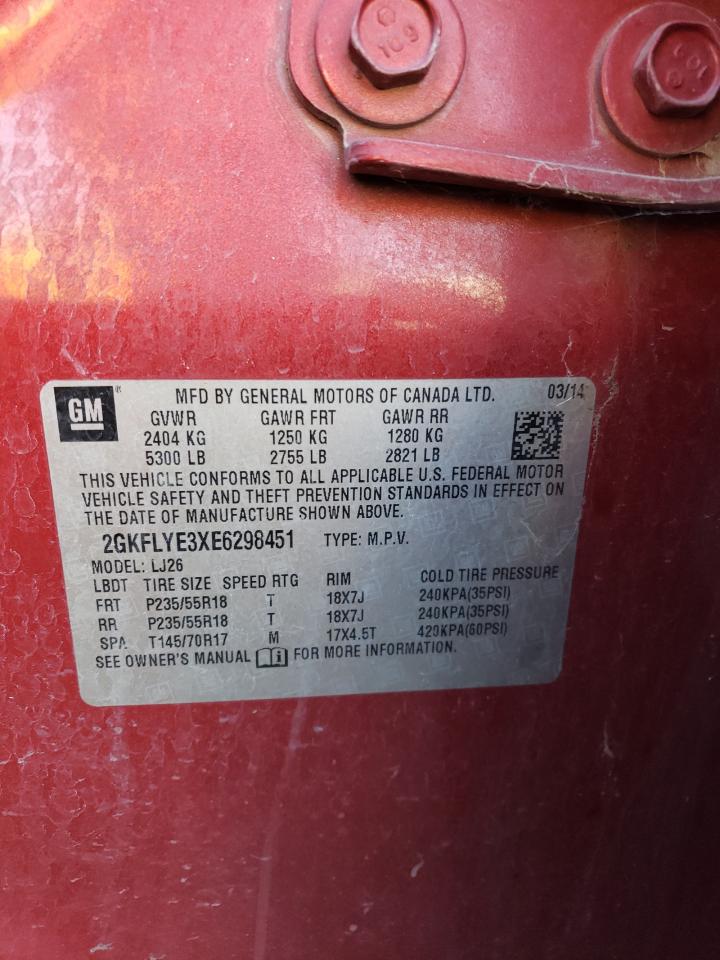 109
109
GM ®
MFD BY GENERAL MOTORS OF CANADA LTD. 03/14
GVWR GAWR FRT GAWR RR
2404 KG 1250 KG 1280 KG
5300 LB 2755 LB 2821 LB
THIS VEHICLE CONFORMS TO ALL APPLICABLE U.S. FEDERAL MOTOR
VEHICLE SAFETY AND THEFT PREVENTION STANDARDS IN EFFECT ON
THE DATE OF MANUFACTURE SHOWN ABOVE.
2GKFLYE3XE6298451 TYPE: M.P.V.
MODEL: LJ26
LBDT TIRE SIZE SPEED RTG RIM COLD TIRE PRESSURE
FRT P235/55R18 T 18X7J 240KPA(35PSI)
RR P235/55R18 T 18X7J 240KPA(35PSI)
SPA T145/70R17 M 17X4.5T 420KPA(60PSI)
SEE OWNER'S MANUAL FOR MORE INFORMATION.